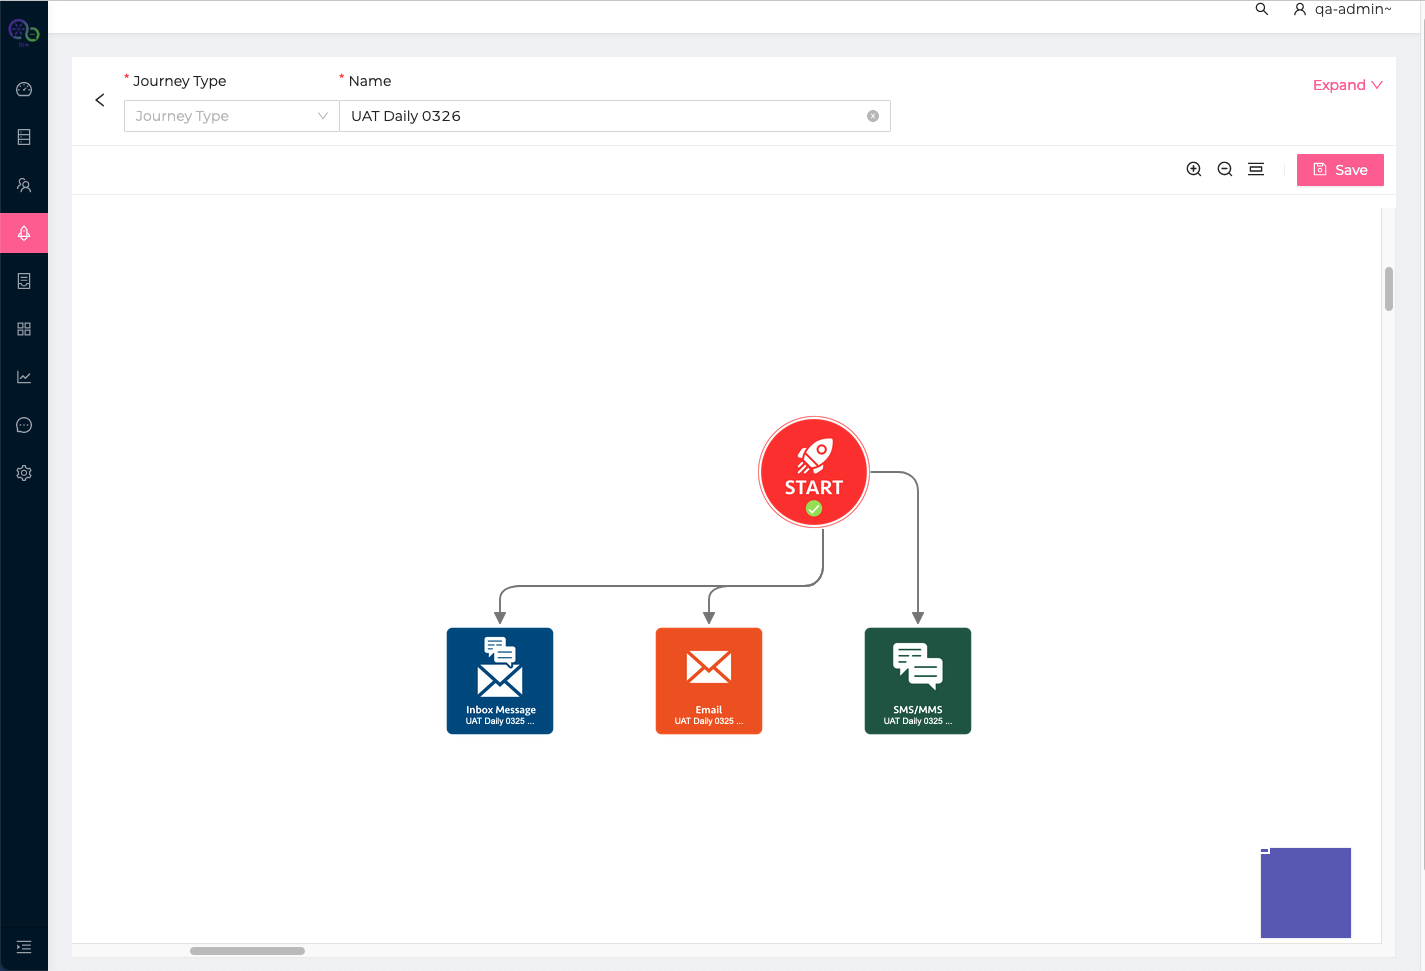 qa-admin~
* Journey Type
* Name
Expand
Journey Type
UAT Daily 0326
Save
START
Inbox Message
UAT Daily 0325 ...
Email
UAT Daily 0325 ...
SMS/MMS
UAT Daily 0325 ...